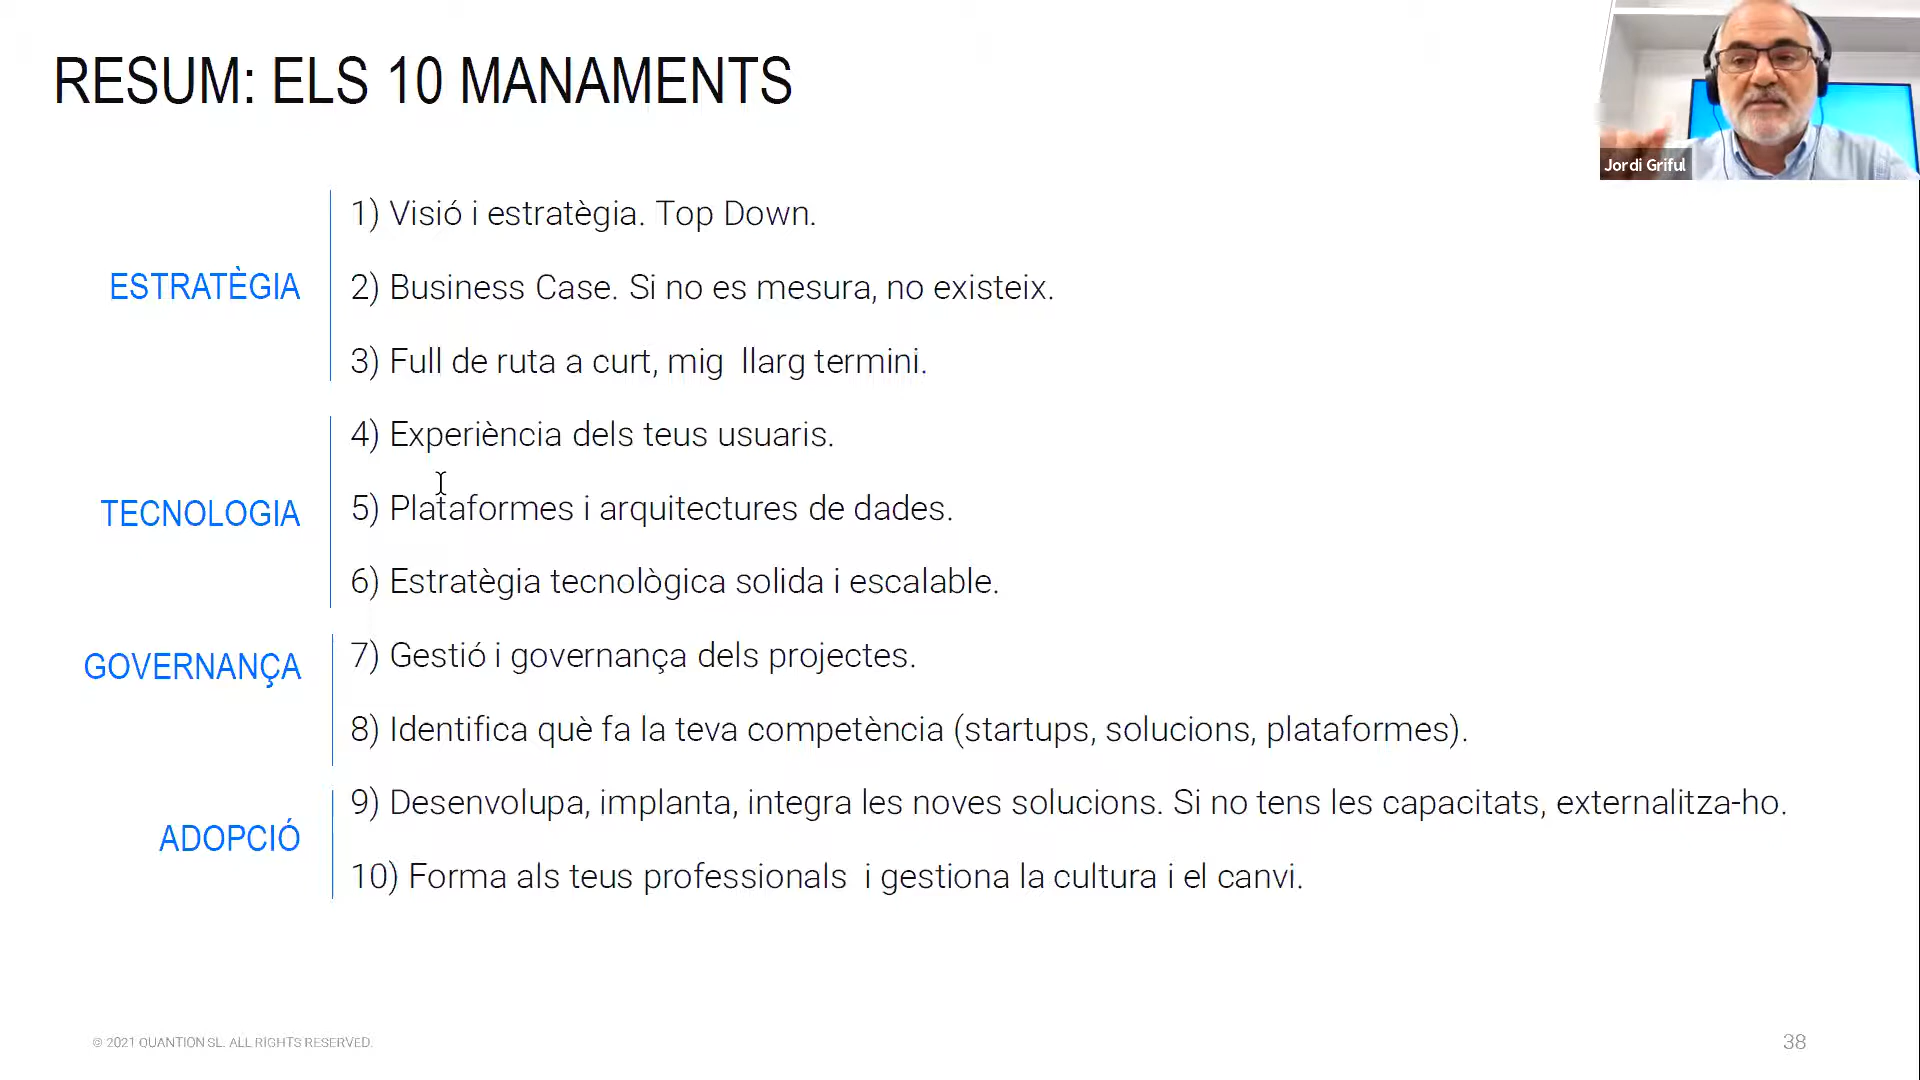 RESUM: ELS 10 MANAMENTS
Jordi Griful
ESTRATÈGIA
1) Visió i estratègia. Top Down.
2) Business Case. Si no es mesura, no existeix.
3) Full de ruta a curt, mig  llarg termini.
TECNOLOGIA
4) Experiència dels teus usuaris.
5) Plataformes i arquitectures de dades.
6) Estratègia tecnològica solida i escalable.
GOVERNANÇA
7) Gestió i governança dels projectes.
8) Identifica què fa la teva competència (startups, solucions, plataformes).
ADOPCIÓ
9) Desenvolupa, implanta, integra les noves solucions. Si no tens les capacitats, externalitza-ho.
10) Forma als teus professionals  i gestiona la cultura i el canvi.
© 2021 QUANTION SL. ALL RIGHTS RESERVED.
38